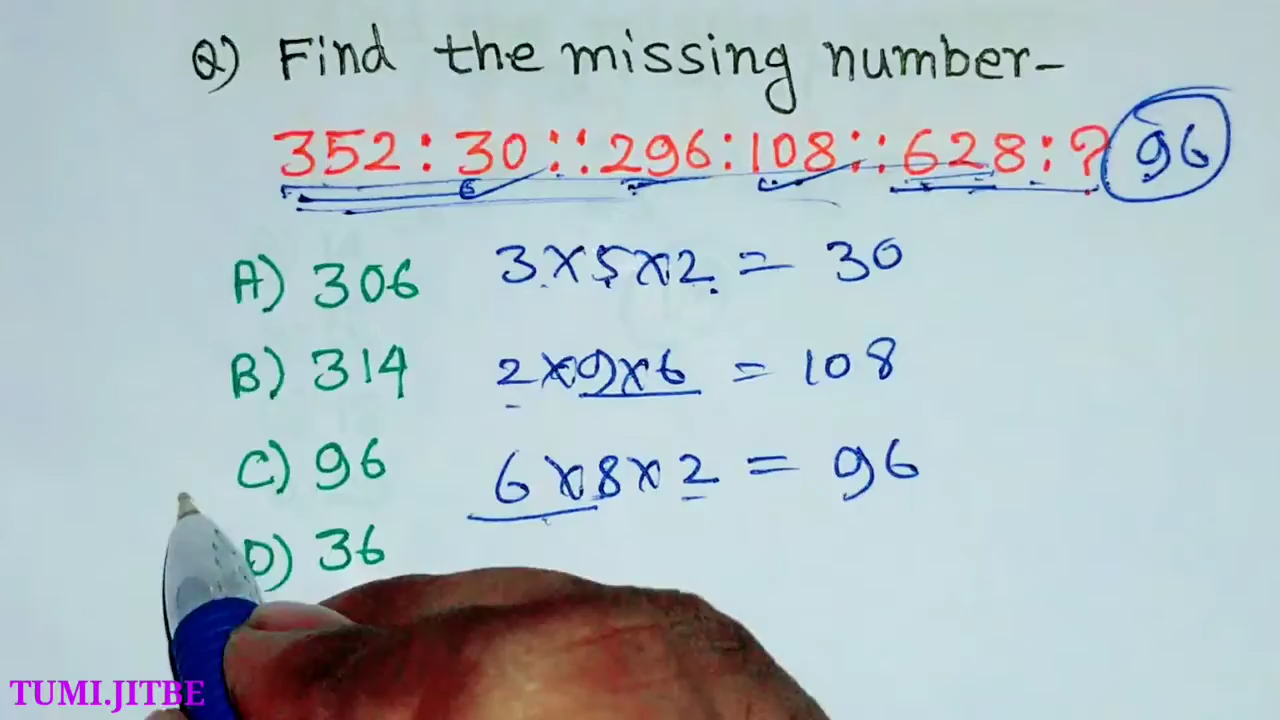 Q) Find the missing number-
352 : 30 :: 296 : 108 :: 628 : ? 96
A) 306 3×5×2 = 30
B) 314 2×9×6 = 108
C) 96 6×8×2 = 96
D) 36
TUMI.JITBE